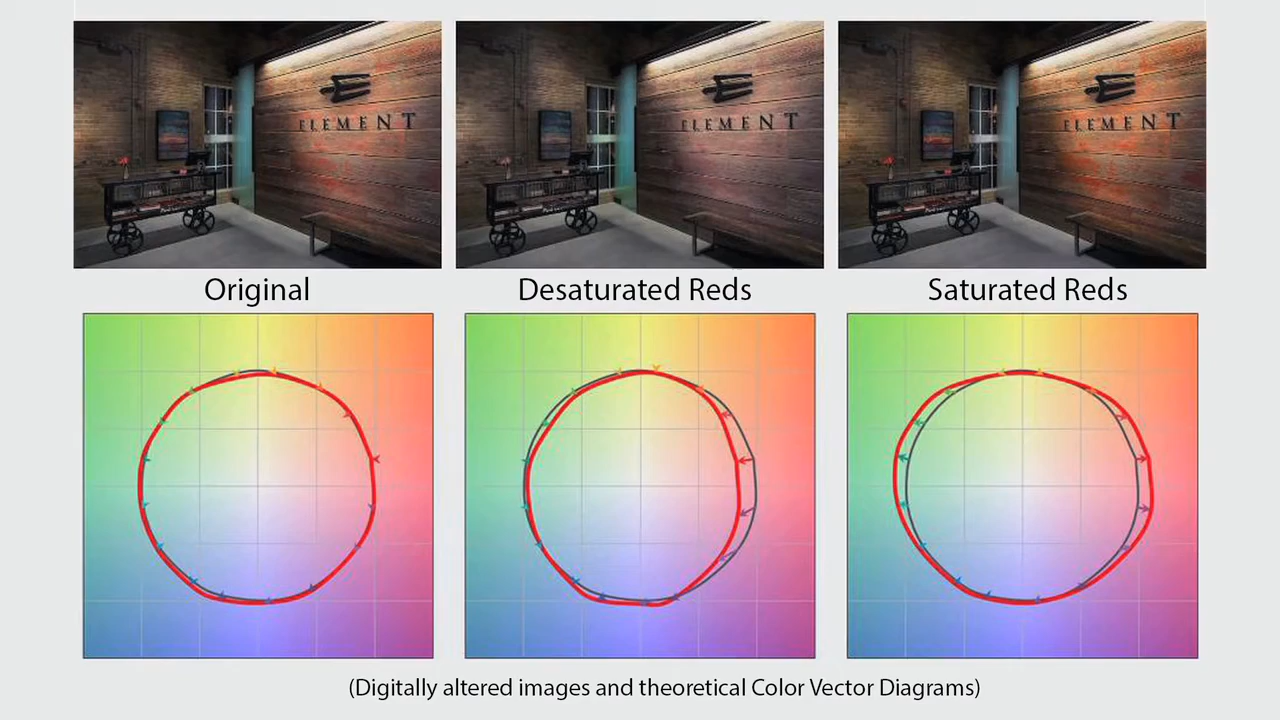 ELEMENT
ELEMENT
ELEMENT
Original
Desaturated Reds
Saturated Reds
(Digitally altered images and theoretical Color Vector Diagrams)